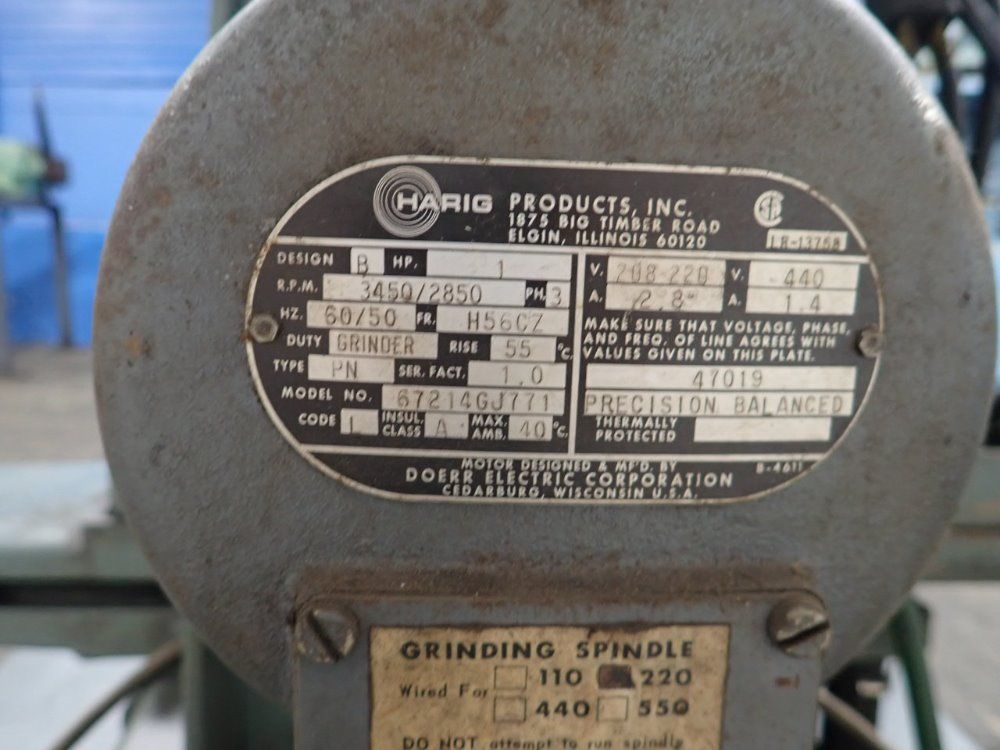 HARIG PRODUCTS, INC.
1875 BIG TIMBER ROAD
ELGIN, ILLINOIS 60120
LR-13758
DESIGN B HP. 1
R.P.M. 3450/2850 PH. 3
HZ. 60/50 FR. H56CZ
DUTY GRINDER RISE 55 °C.
TYPE PN SER. FACT. 1.0
MODEL NO. 67214GJ771
CODE L INSUL. CLASS A MAX. AMB. 40 °C.
V. 208-220 V. 440
A. 2.8 A. 1.4
MAKE SURE THAT VOLTAGE, PHASE,
AND FREQ. OF LINE AGREES WITH
VALUES GIVEN ON THIS PLATE.
47019
PRECISION BALANCED
THERMALLY
PROTECTED
MOTOR DESIGNED & MF'D. BY B-4611
DOERR ELECTRIC CORPORATION
CEDARBURG, WISCONSIN U.S.A.
GRINDING SPINDLE
Wired For 110 220
440 550
DO NOT attempt to run spindle